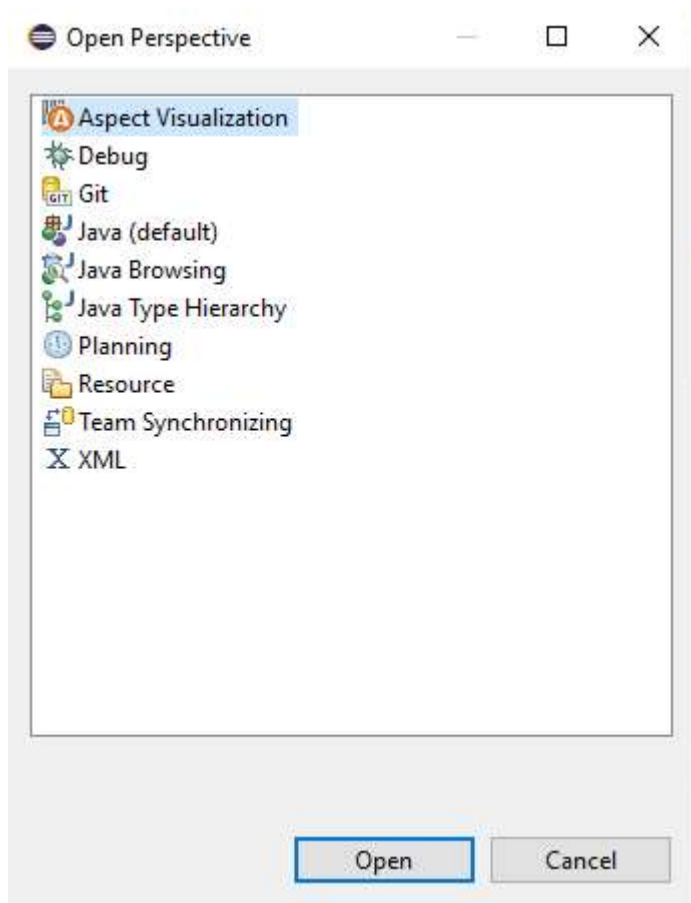 Open Perspective
Aspect Visualization
Debug
GIT Git
Java (default)
Java Browsing
Java Type Hierarchy
Planning
Resource
Team Synchronizing
X XML
Open Cancel